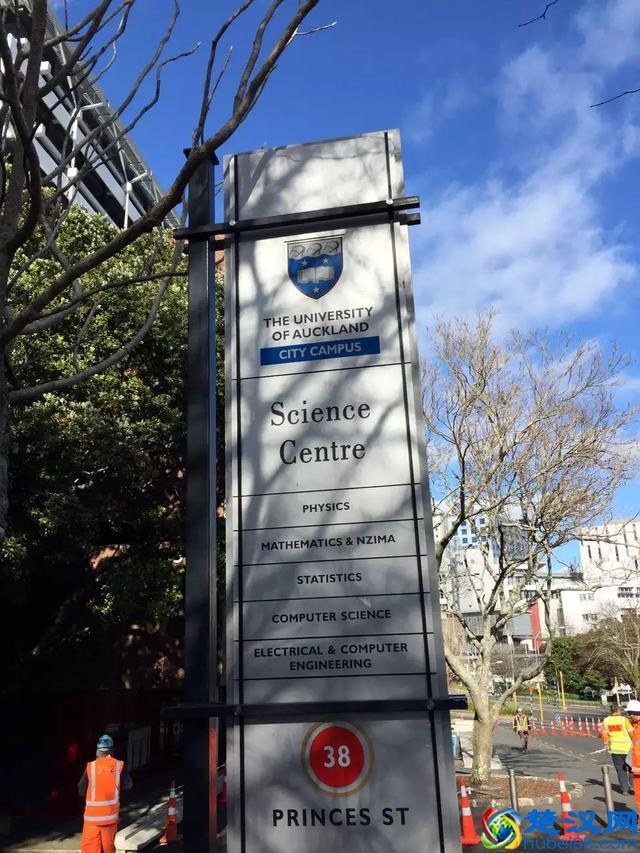 THE UNIVERSITY
OF AUCKLAND
CITY CAMPUS
Science
Centre
PHYSICS
MATHEMATICS & NZIMA
STATISTICS
COMPUTER SCIENCE
ELECTRICAL & COMPUTER
ENGINEERING
38
PRINCES ST
楚汉网
hubaion.com